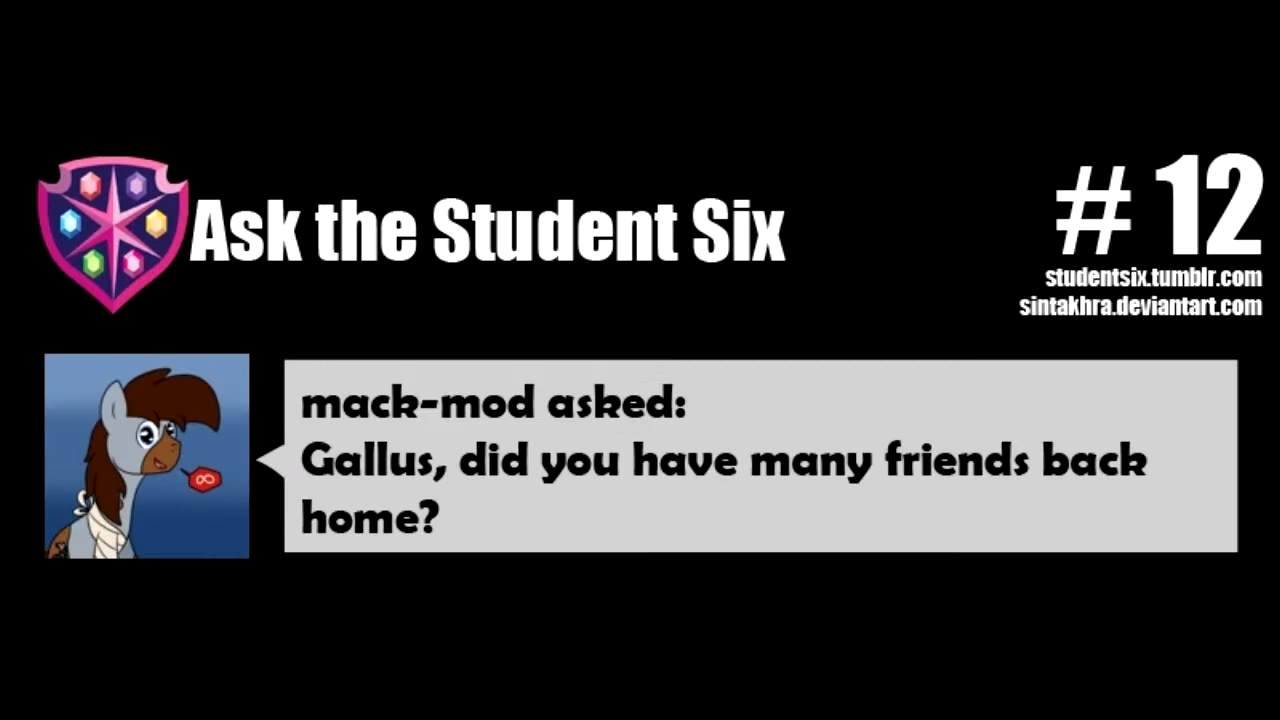 Ask the Student Six
# 12
studentsix.tumblr.com
sintakhra.deviantart.com
mack-mod asked:
Gallus, did you have many friends back
home?